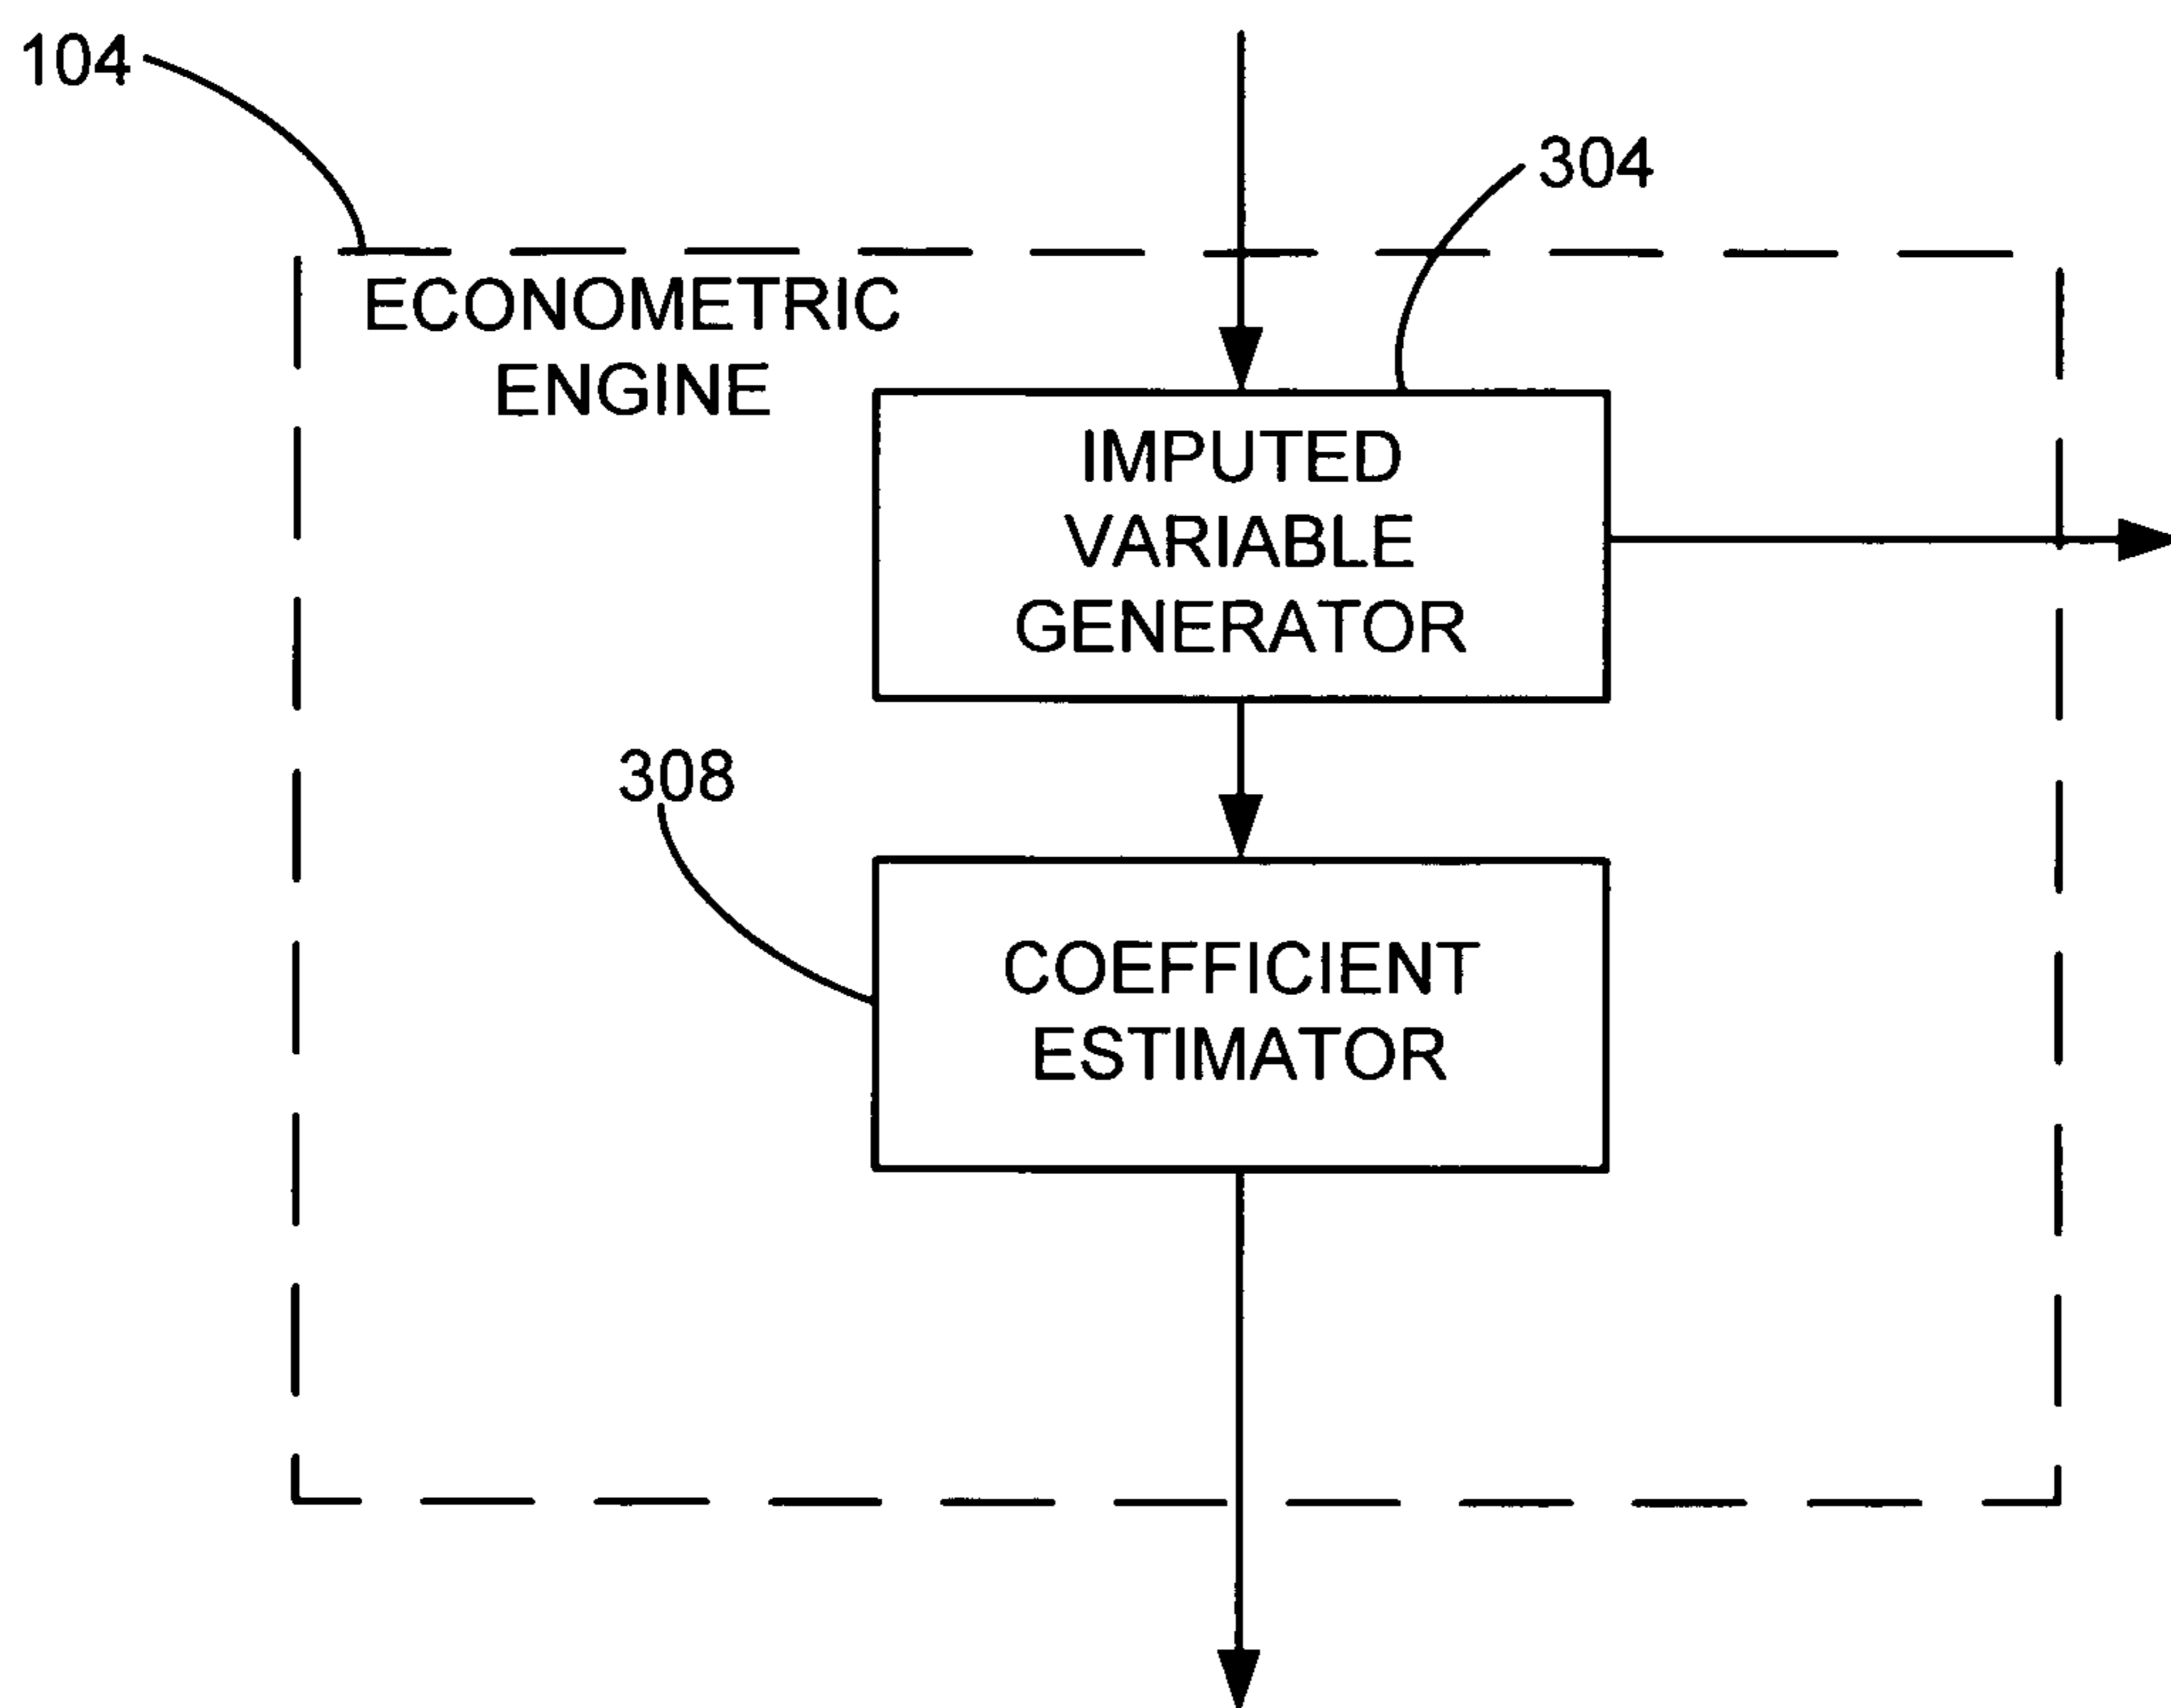 104
304
ECONOMETRIC
ENGINE
IMPUTED
VARIABLE
GENERATOR
308
COEFFICIENT
ESTIMATOR